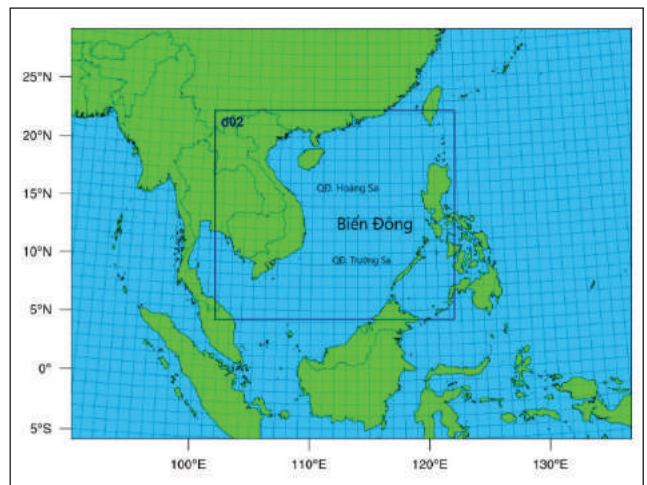 25°N
20°N
15°N
10°N
5°N
0°
5°S
d02
QĐ. Hoàng Sa
Biển Đông
QĐ. Trường Sa
100°E
110°E
120°E
130°E